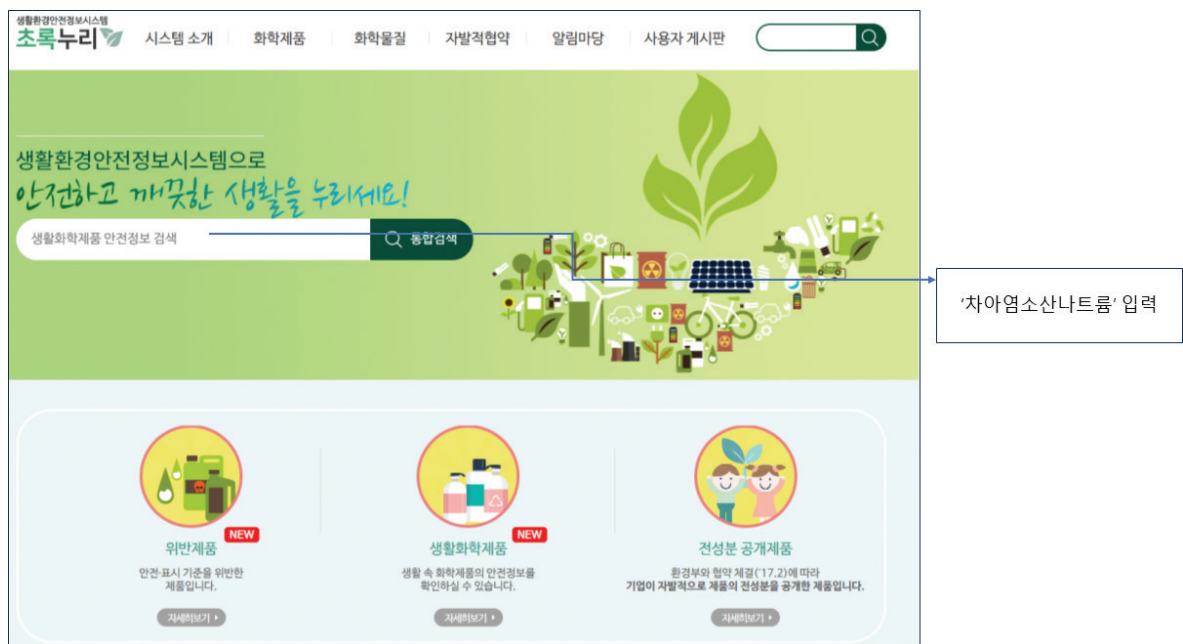 생활환경안전정보시스템
초록누리
시스템 소개 화학제품 화학물질 자발적협약 알림마당 사용자 게시판
생활환경안전정보시스템으로
안전하고 깨끗한 생활을 누리세요!
생활화학제품 안전정보 검색 통합검색
'차아염소산나트륨' 입력
NEW NEW
위반제품 생활화학제품 전성분 공개제품
안전·표시 기준을 위반한 생활 속 화학제품의 안전정보를 환경부와 협약 체결('17.2)에 따라
제품입니다. 확인하실 수 있습니다. 기업이 자발적으로 제품의 전성분을 공개한 제품입니다.
자세히보기 자세히보기 자세히보기